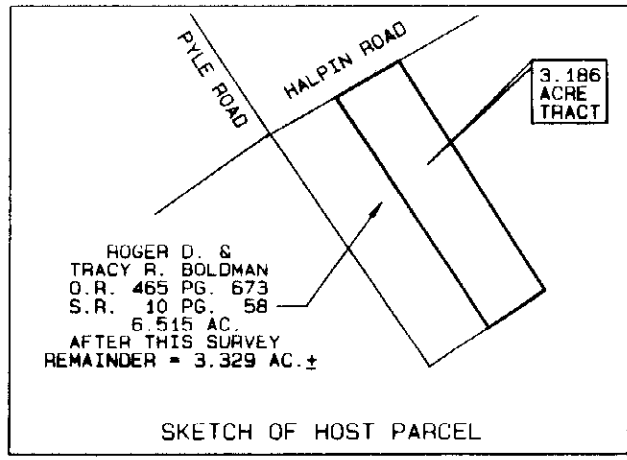 PYLE ROAD
HALPIN ROAD
3.186
ACRE
TRACT
ROGER D. &
TRACY R. BOLDMAN
O.R. 465 PG. 673
S.R. 10 PG. 58
6.515 AC.
AFTER THIS SURVEY
REMAINDER = 3.329 AC.±
SKETCH OF HOST PARCEL